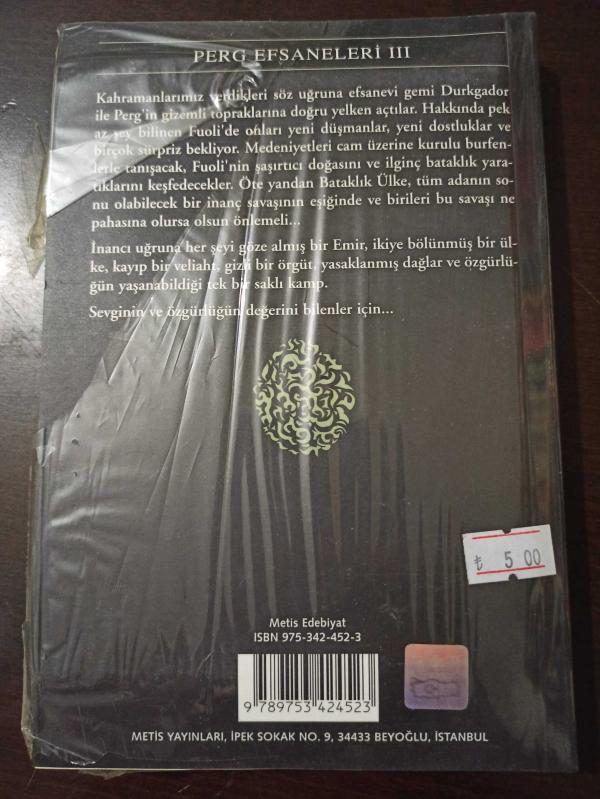 PERG EFSANELERİ III
Kahramanlarımız verdikleri söz uğruna efsanevi gemi Durkgador
ile Perg'in gizemli topraklarına doğru yelken açtılar. Hakkında pek
az şey bilinen Fuoli'de onları yeni düşmanlar, yeni dostluklar ve
birçok sürpriz bekliyor. Medeniyetleri cam üzerine kurulu burfen-
lerle tanışacak, Fuoli'nin şaşırtıcı doğasını ve ilginç bataklık yara-
tıklarını keşfedecekler. Öte yandan Bataklık Ülke, tüm adanın so-
nu olabilecek bir inanç savaşının eşiğinde ve birileri bu savaşı ne
pahasına olursa olsun önlemeli...
İnancı uğruna her şeyi göze almış bir Emir, ikiye bölünmüş bir ül-
ke, kayıp bir veliaht, gizli bir örgüt, yasaklanmış dağlar ve özgürlü-
ğün yaşanabildiği tek bir saklı kamp.
Sevginin ve özgürlüğün değerini bilenler için...
₺ 5 00
Metis Edebiyat
ISBN 975-342-452-3
9 789753 424523
METİS YAYINLARI, İPEK SOKAK NO. 9, 34433 BEYOĞLU, İSTANBUL